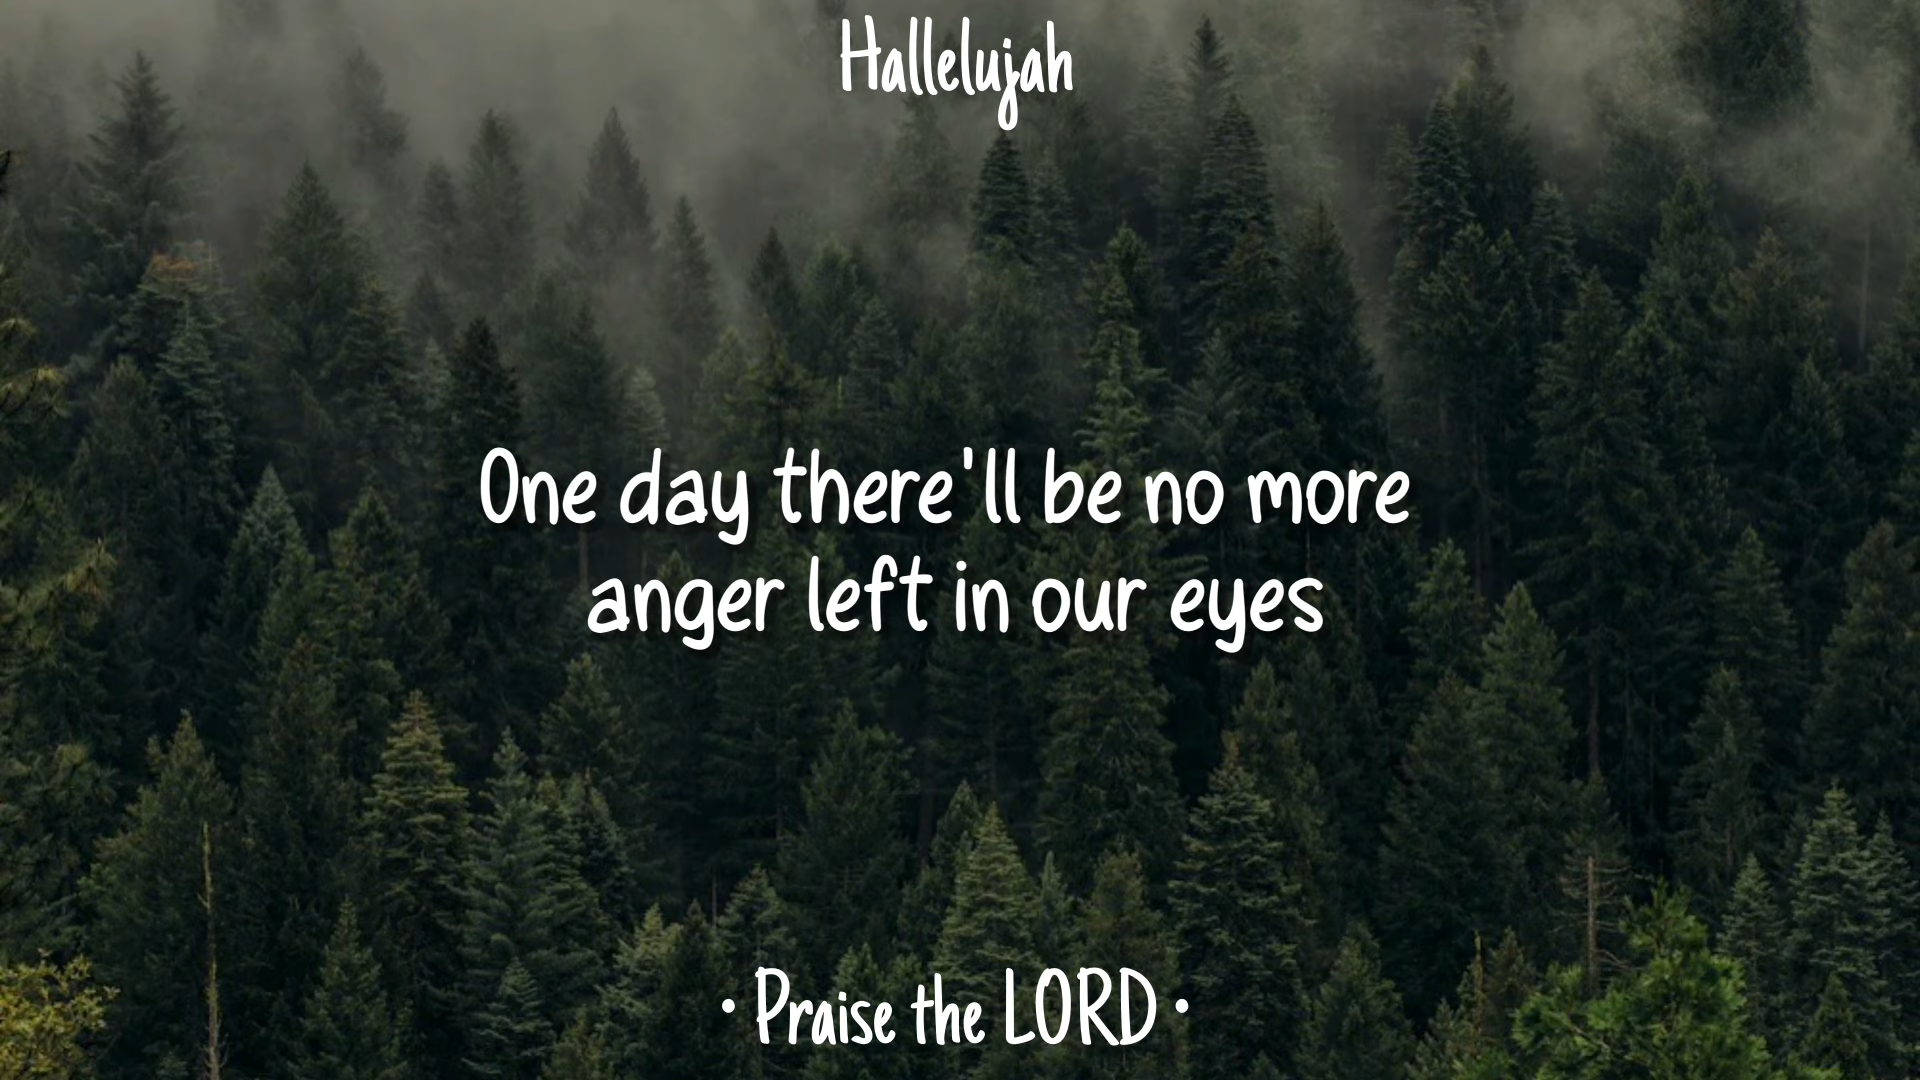 Hallelujah
One day there'll be no more
anger left in our eyes
• Praise the LORD •